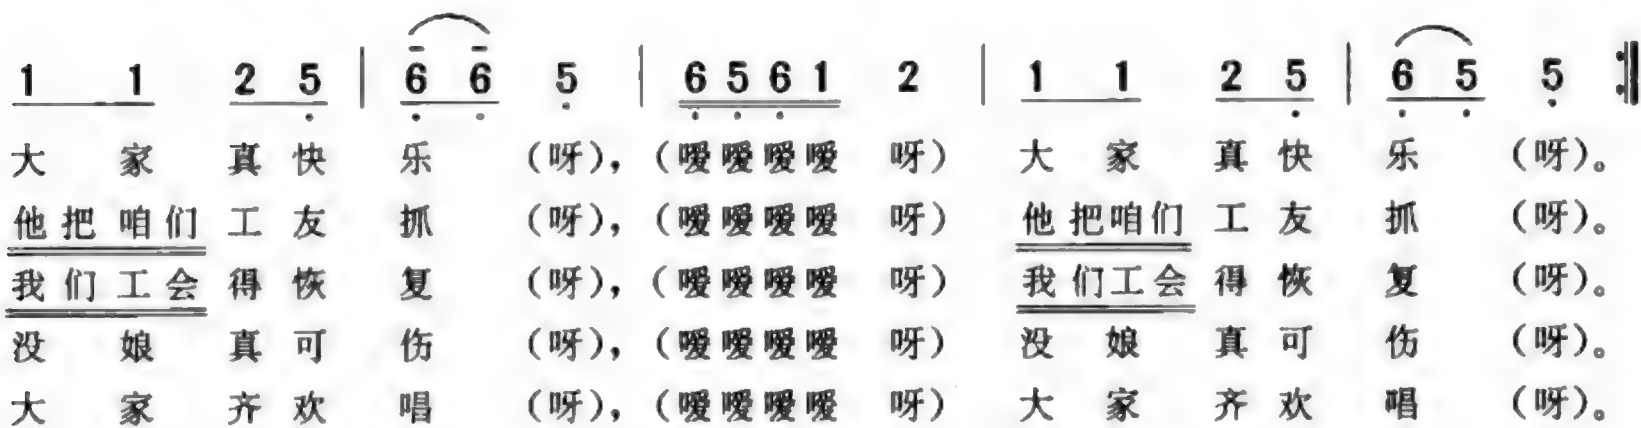 1 1 2 5 | 6 6 5 | 6 5 6 1 2 | 1 1 2 5 | 6 5 5 :‖
大 家 真 快 乐 (呀), (嗳嗳嗳嗳 呀) 大 家 真 快 乐 (呀)。
他把 咱们 工 友 抓 (呀), (嗳嗳嗳嗳 呀) 他把咱们 工 友 抓 (呀)。
我们 工会 得 恢 复 (呀), (嗳嗳嗳嗳 呀) 我们工会 得 恢 复 (呀)。
没 娘 真 可 伤 (呀), (嗳嗳嗳嗳 呀) 没 娘 真 可 伤 (呀)。
大 家 齐 欢 唱 (呀), (嗳嗳嗳嗳 呀) 大 家 齐 欢 唱 (呀)。